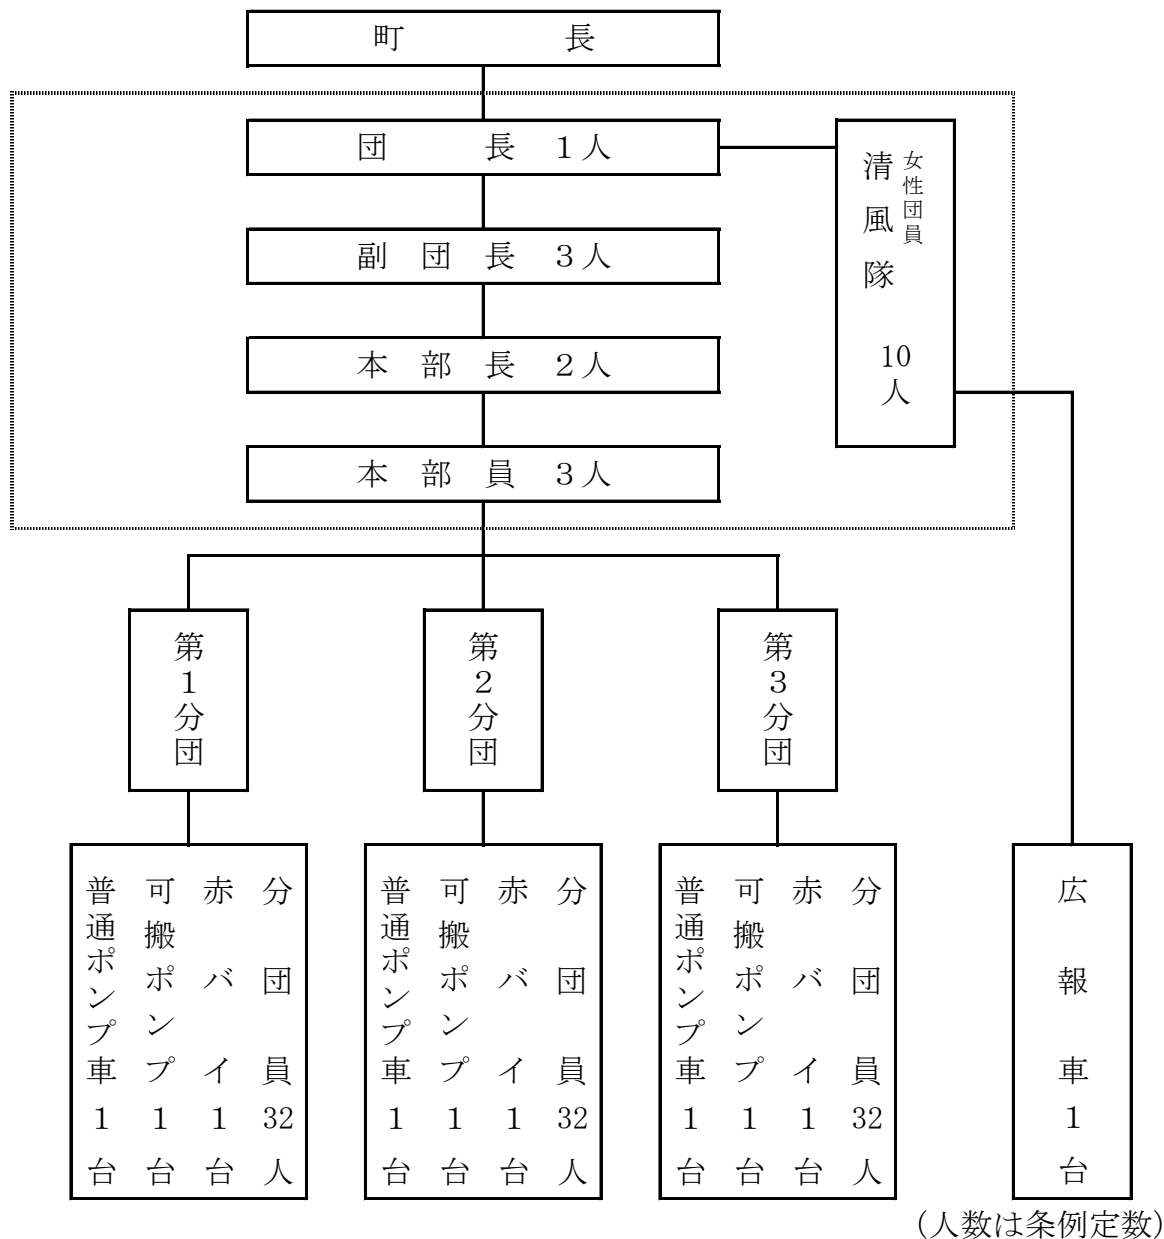 町長
団長 1人
副団長 3人
本部長 2人
本部員 3人
女性団員
清風隊 10人
第1分団
第2分団
第3分団
分団員32人
赤バイ1台
可搬ポンプ1台
普通ポンプ車1台
分団員32人
赤バイ1台
可搬ポンプ1台
普通ポンプ車1台
分団員32人
赤バイ1台
可搬ポンプ1台
普通ポンプ車1台
広報車1台
(人数は条例定数)